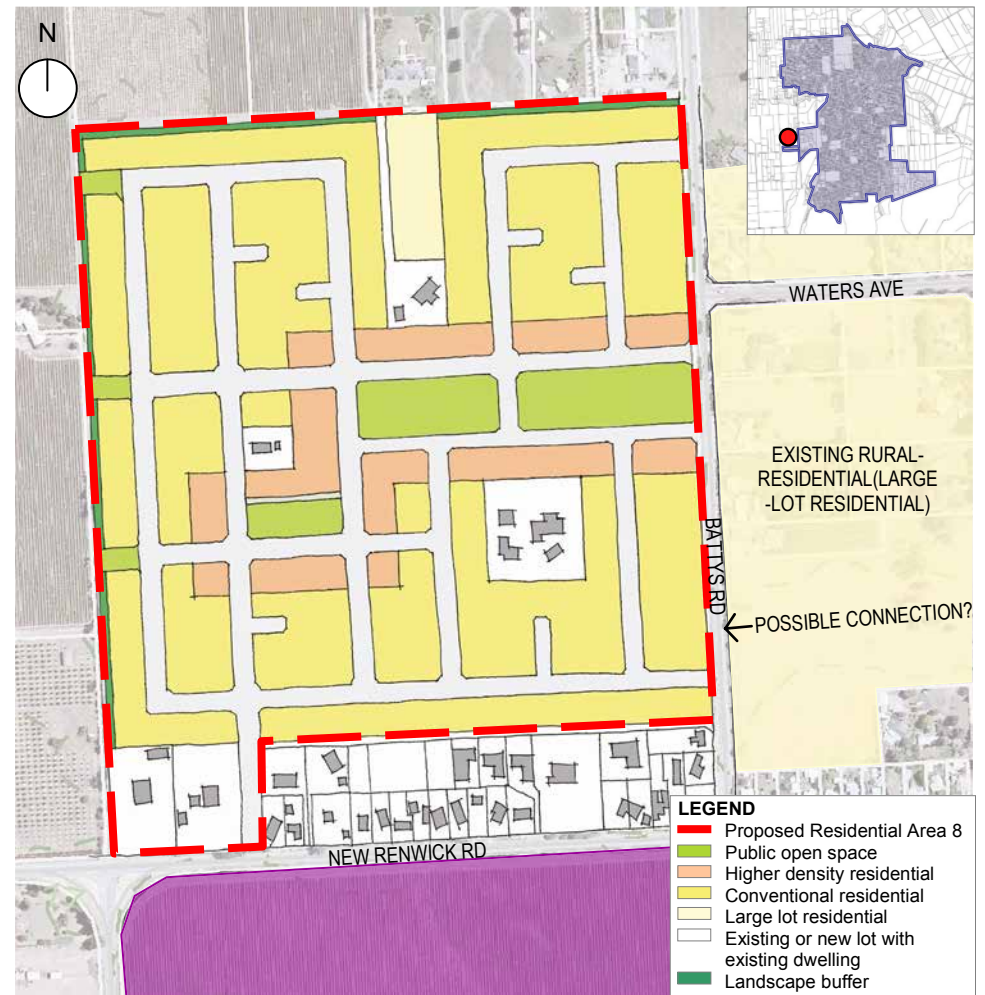 N
WATERS AVE
EXISTING RURAL-
RESIDENTIAL(LARGE
-LOT RESIDENTIAL)
BATTYS RD
POSSIBLE CONNECTION?
NEW RENWICK RD
LEGEND
Proposed Residential Area 8
Public open space
Higher density residential
Conventional residential
Large lot residential
Existing or new lot with
existing dwelling
Landscape buffer